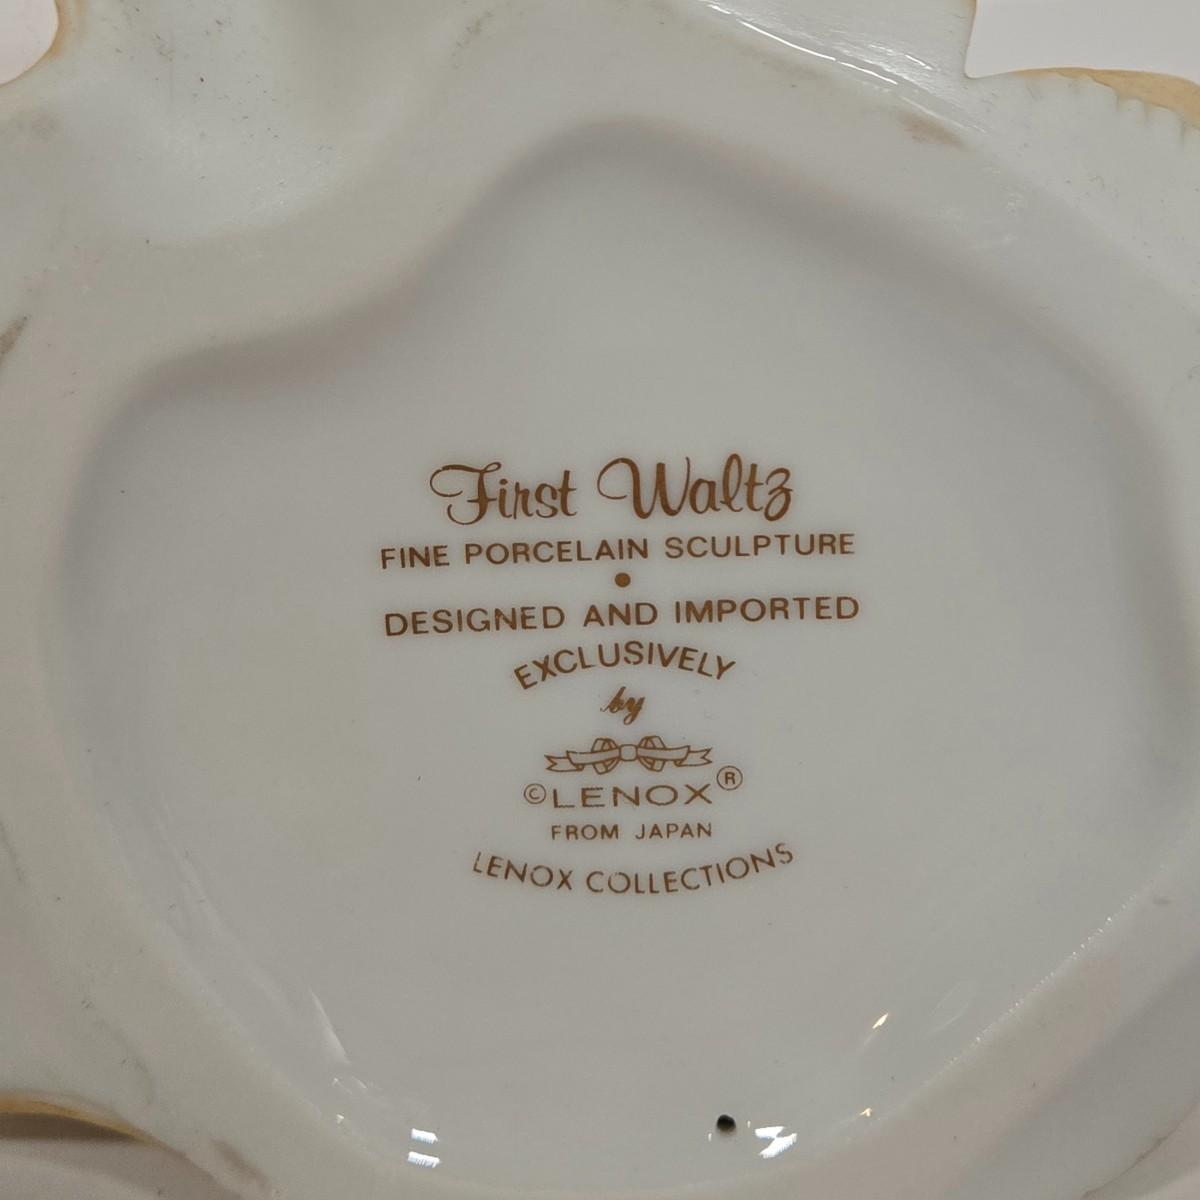 First Waltz
FINE PORCELAIN SCULPTURE
•
DESIGNED AND IMPORTED
EXCLUSIVELY
by
©LENOX®
FROM JAPAN
LENOX COLLECTIONS